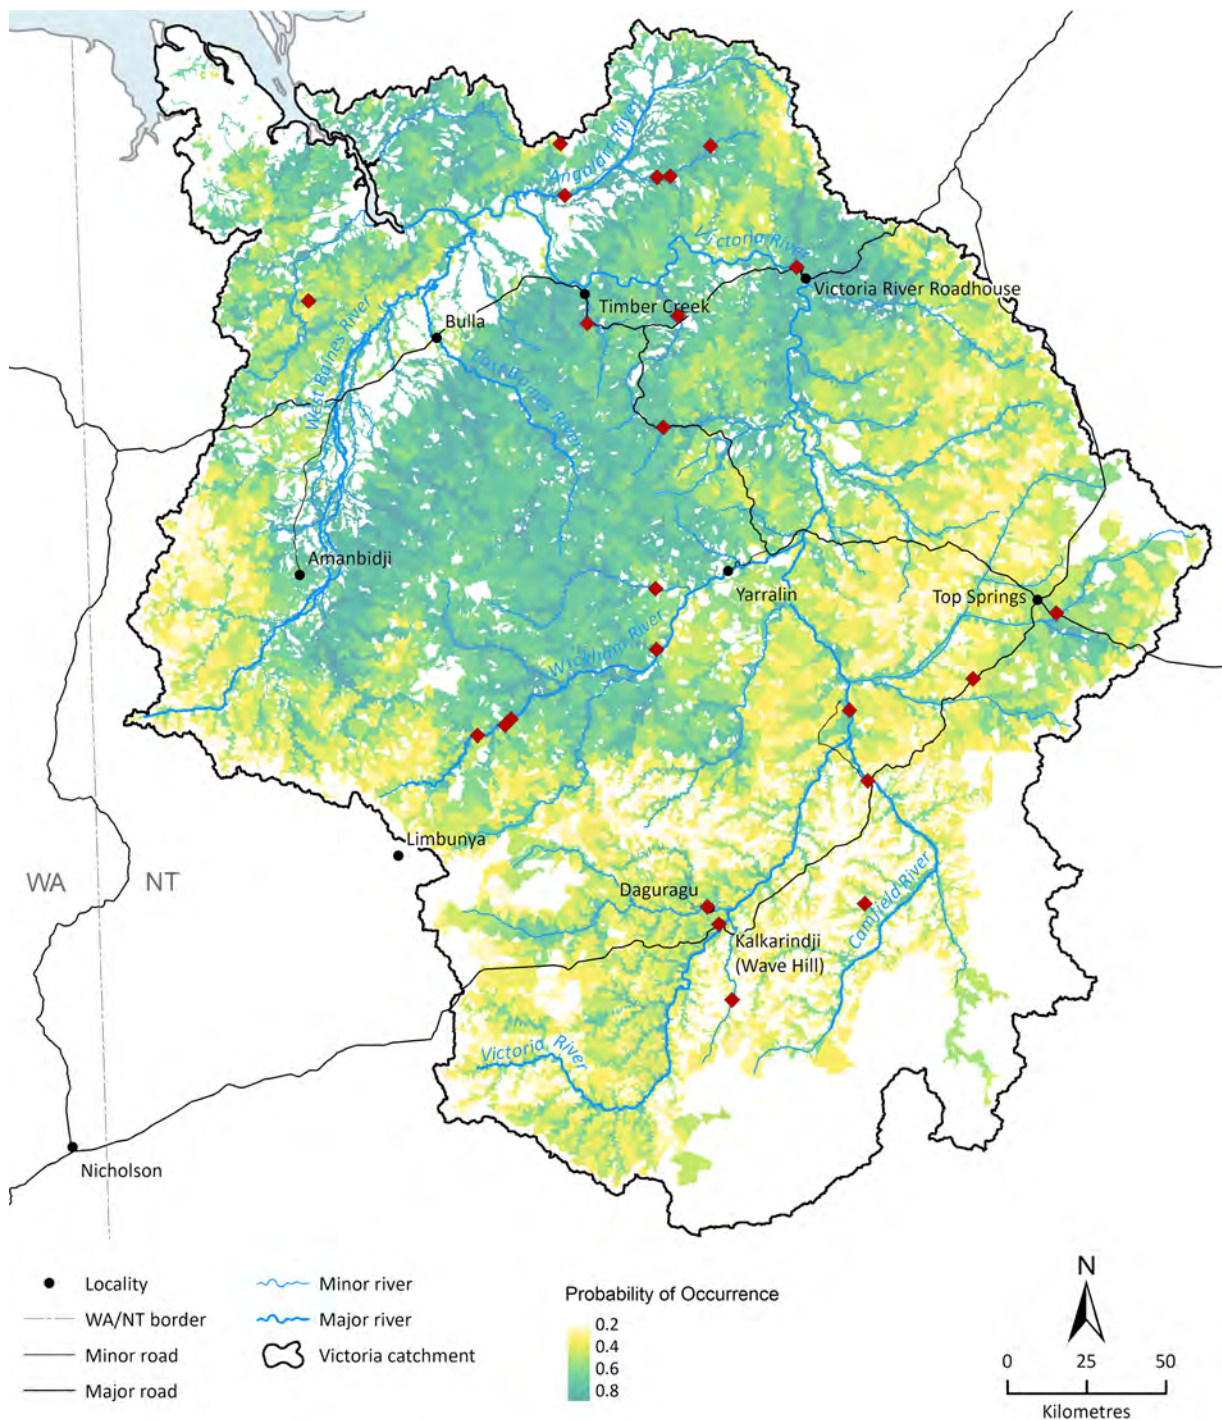 Angalarri River
Victoria River
Victoria River Roadhouse
Timber Creek
Bulla
West Baines River
East Baines River
Amanbidji
Yarralin
Top Springs
Wickham River
Limbunya
WA
NT
Daguragu
Camfield River
Kalkarindji
(Wave Hill)
Victoria River
Nicholson
N
Locality
Minor river
Probability of Occurrence
WA/NT border
Major river
0.2
0.4
Minor road
Victoria catchment
0.6
0.8
Major road
0 25 50
Kilometres